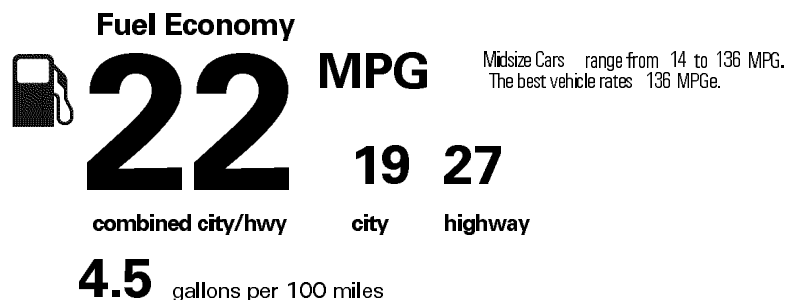 Fuel Economy
22 MPG
Midsize Cars range from 14 to 136 MPG.
The best vehicle rates 136 MPGe.
19 27
combined city/hwy city highway
4.5 gallons per 100 miles